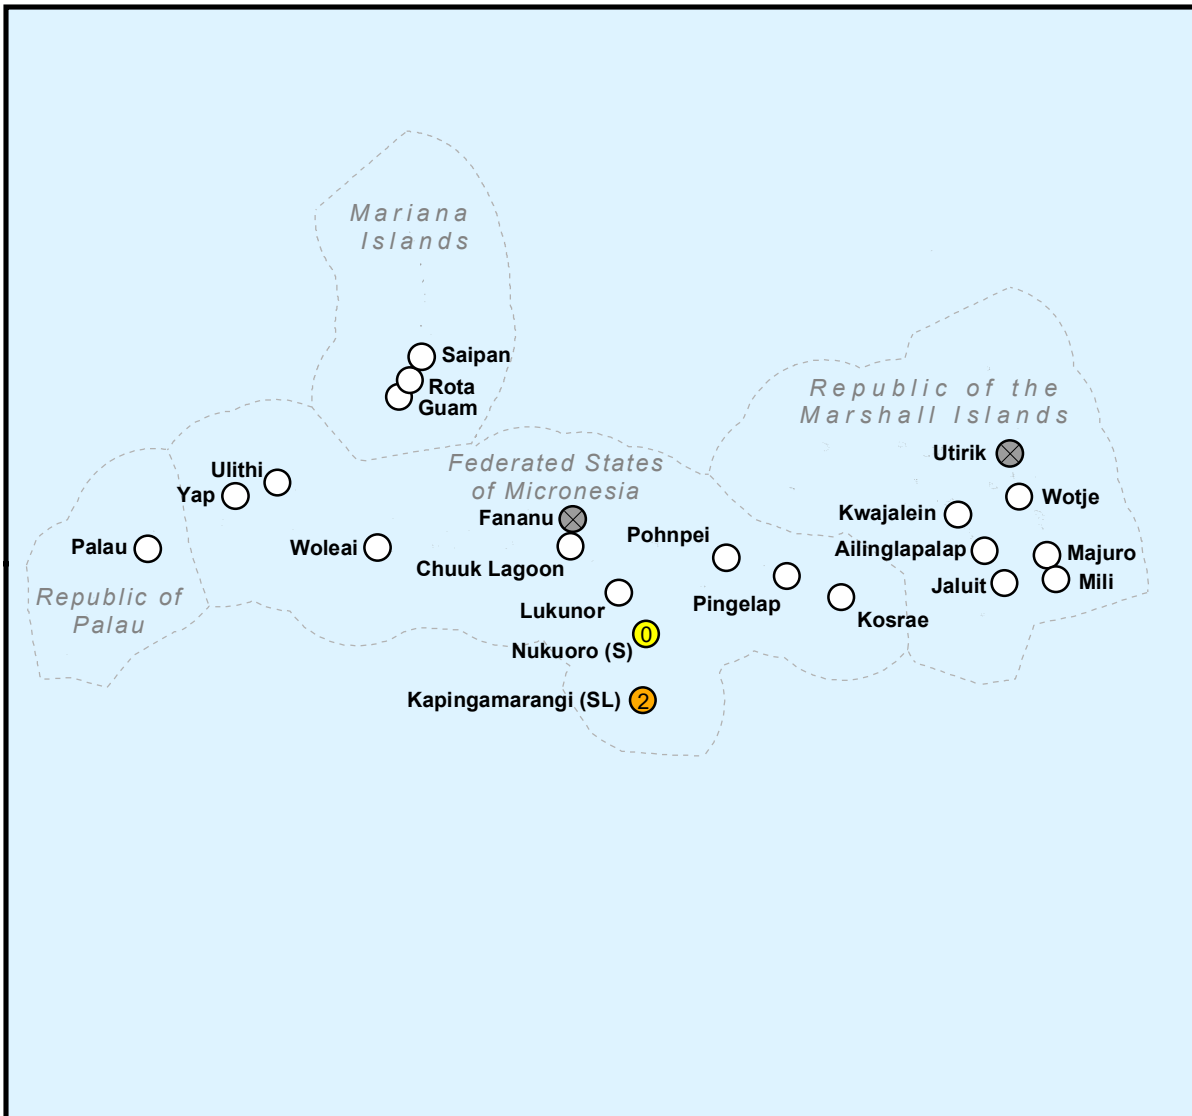 Mariana
Islands
Saipan
Rota
Guam
Republic of the
Marshall Islands
Utirik
Ulithi
Yap
Federated States
of Micronesia
Wotje
Fananu
Kwajalein
Palau
Woleai
Pohnpei
Ailinglapalap
Majuro
Chuuk Lagoon
Jaluit
Mili
Republic of
Palau
Lukunor
Pingelap
Kosrae
0
Nukuoro (S)
Kapingamarangi (SL)
2